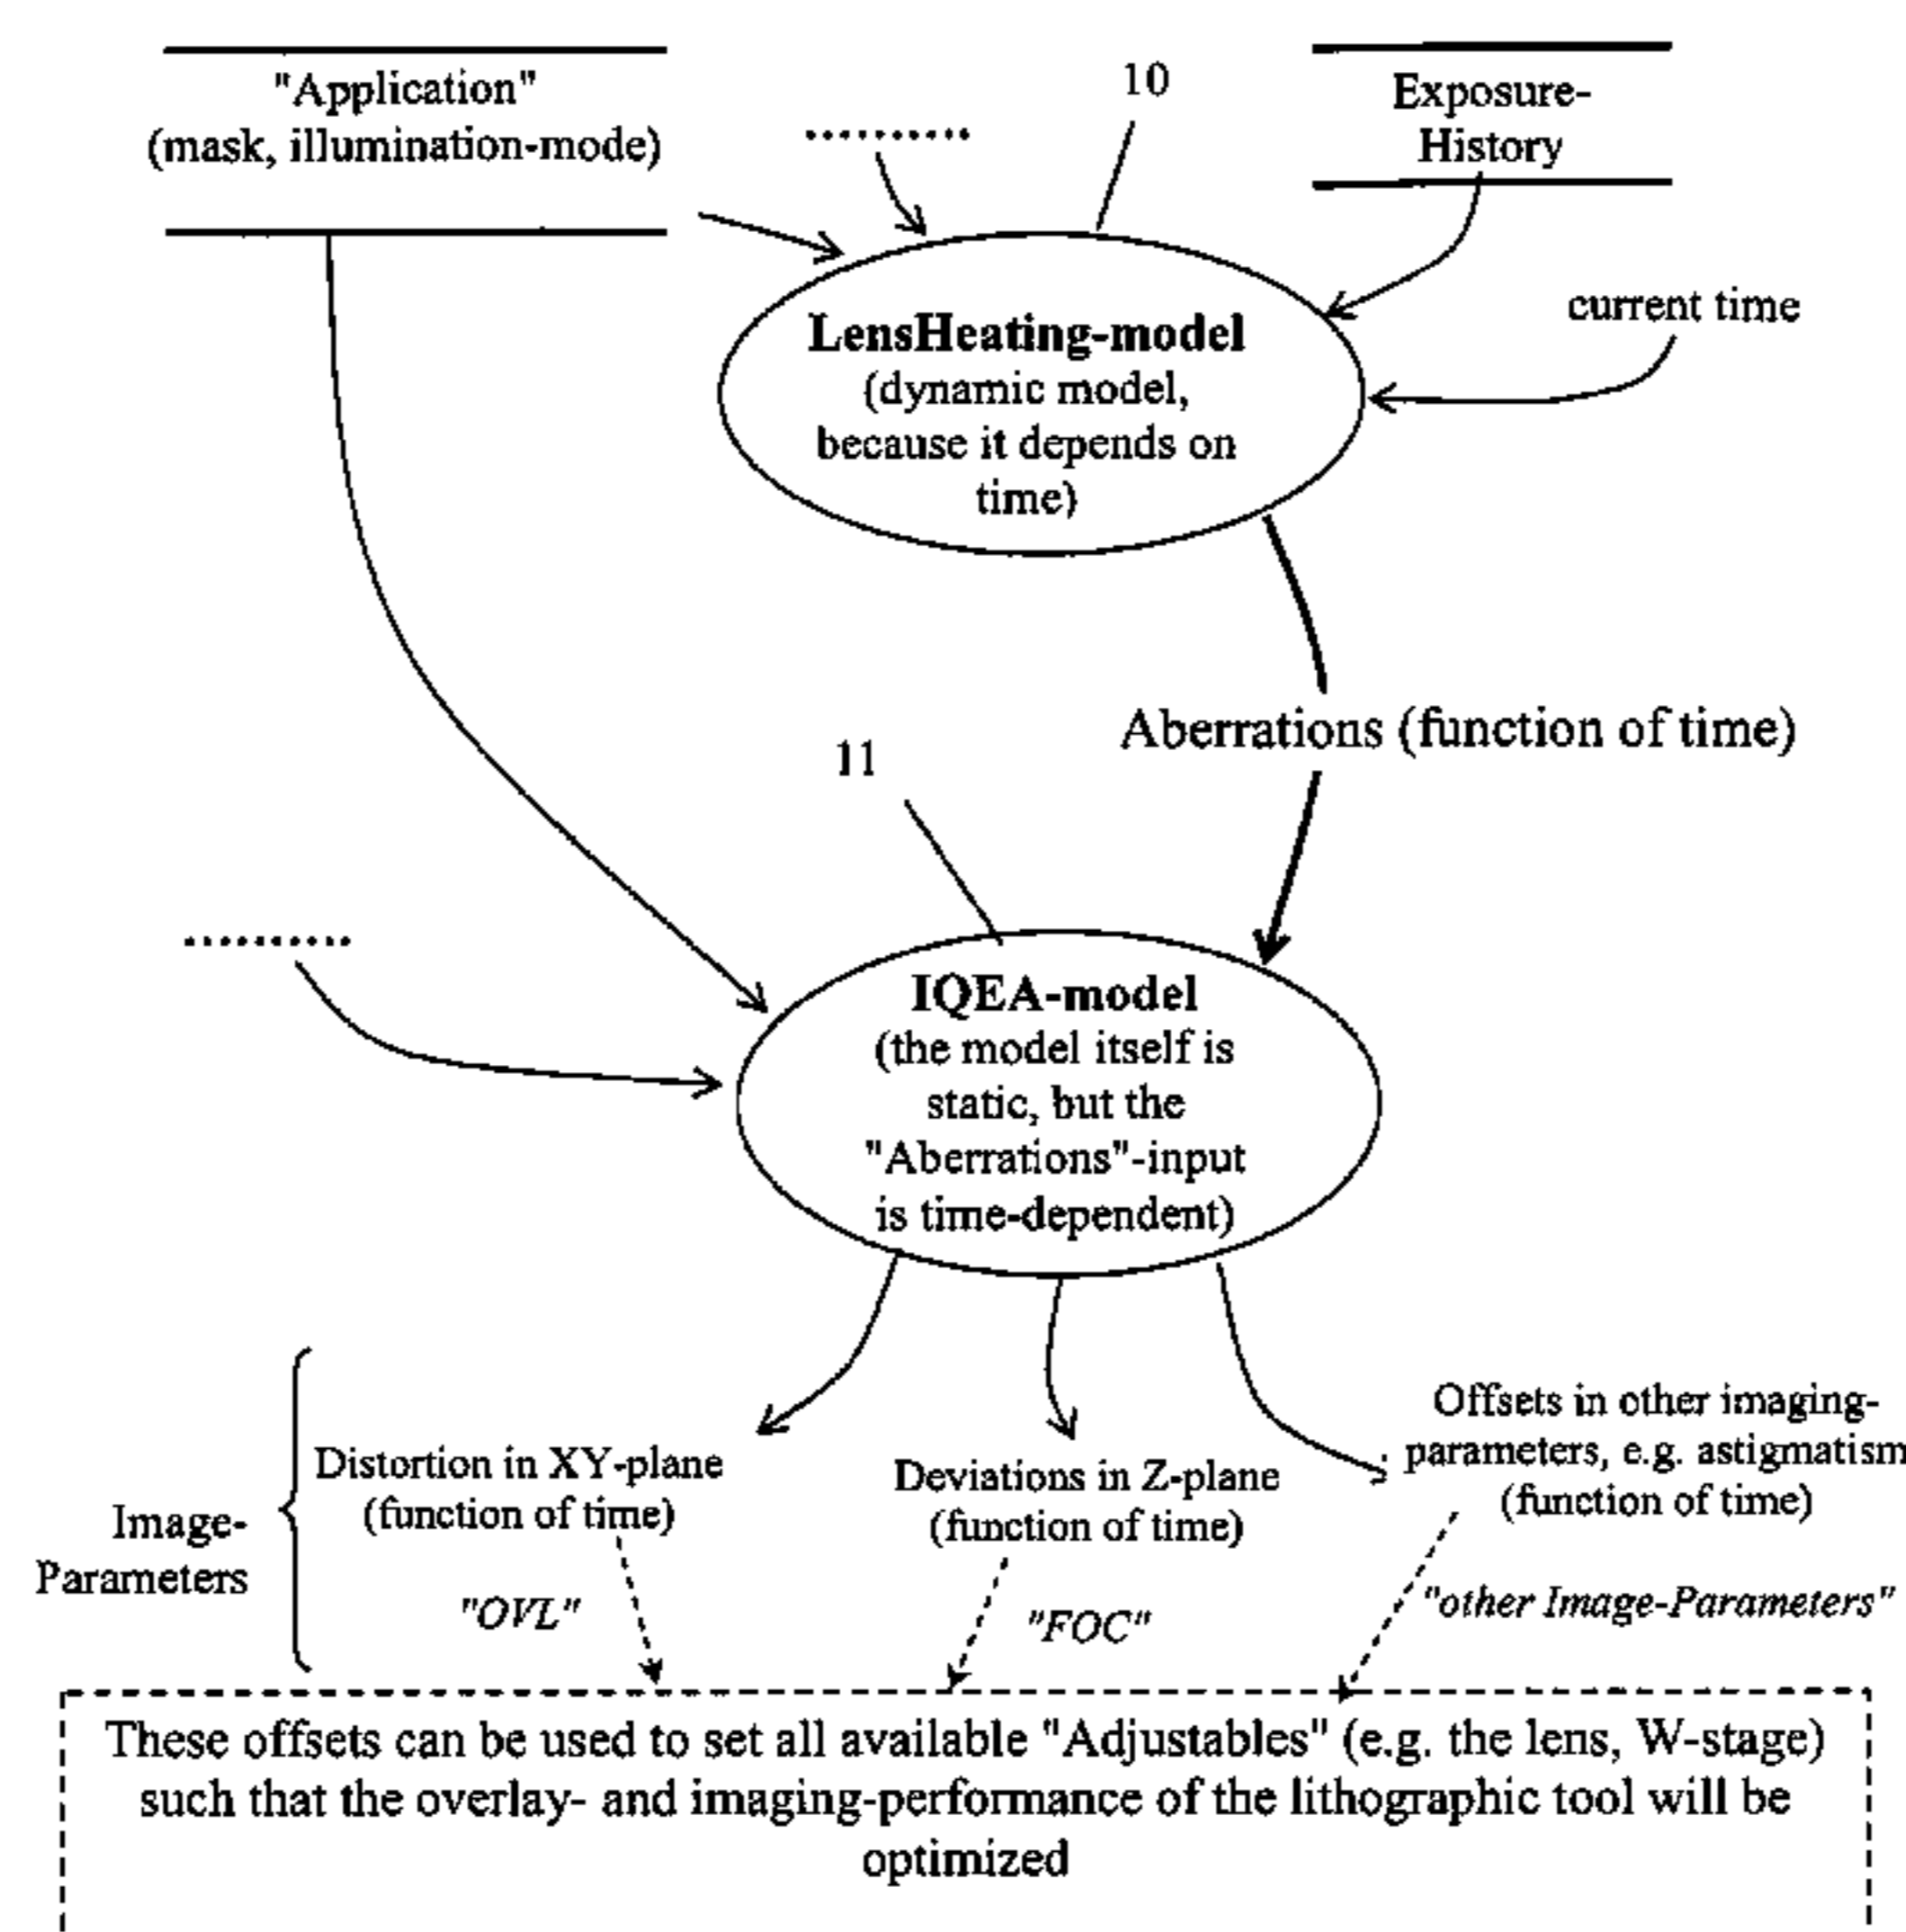 "Application"
(mask, illumination-mode)
10
Exposure-
History
current time
LensHeating-model
(dynamic model,
because it depends on
time)
Aberrations (function of time)
11
IQEA-model
(the model itself is
static, but the
"Aberrations"-input
is time-dependent)
Image-
Parameters
Distortion in XY-plane
(function of time)
"OVL"
Deviations in Z-plane
(function of time)
"FOC"
Offsets in other imaging-
parameters, e.g. astigmatism
(function of time)
"other Image-Parameters"
These offsets can be used to set all available "Adjustables" (e.g. the lens, W-stage)
such that the overlay- and imaging-performance of the lithographic tool will be
optimized